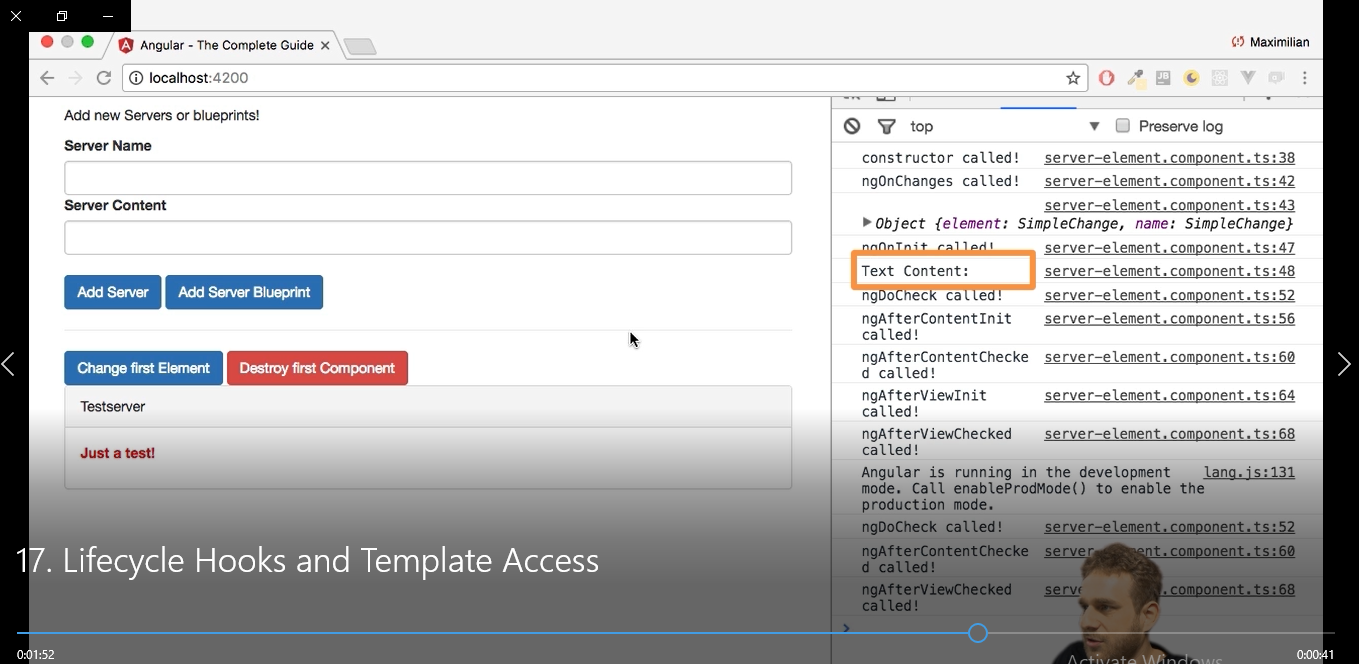 Angular - The Complete Guide
Maximilian
localhost:4200
Add new Servers or blueprints!
Server Name
Server Content
Add Server
Add Server Blueprint
Change first Element
Destroy first Component
Testserver
Just a test!
top
Preserve log
constructor called! server-element.component.ts:38
ngOnChanges called! server-element.component.ts:42
server-element.component.ts:43
Object {element: SimpleChange, name: SimpleChange}
ngOnInit called! server-element.component.ts:47
Text Content: server-element.component.ts:48
ngDoCheck called! server-element.component.ts:52
ngAfterContentInit server-element.component.ts:56
called!
ngAfterContentChecke server-element.component.ts:60
d called!
ngAfterViewInit server-element.component.ts:64
called!
ngAfterViewChecked server-element.component.ts:68
called!
Angular is running in the development lang.js:131
mode. Call enableProdMode() to enable the
production mode.
ngDoCheck called! server-element.component.ts:52
ngAfterContentChecke ent.component.ts:60
d called!
ngAfterViewChecked component.ts:68
called!
17. Lifecycle Hooks and Template Access
0:01:52
0:00:41
Activate Windows